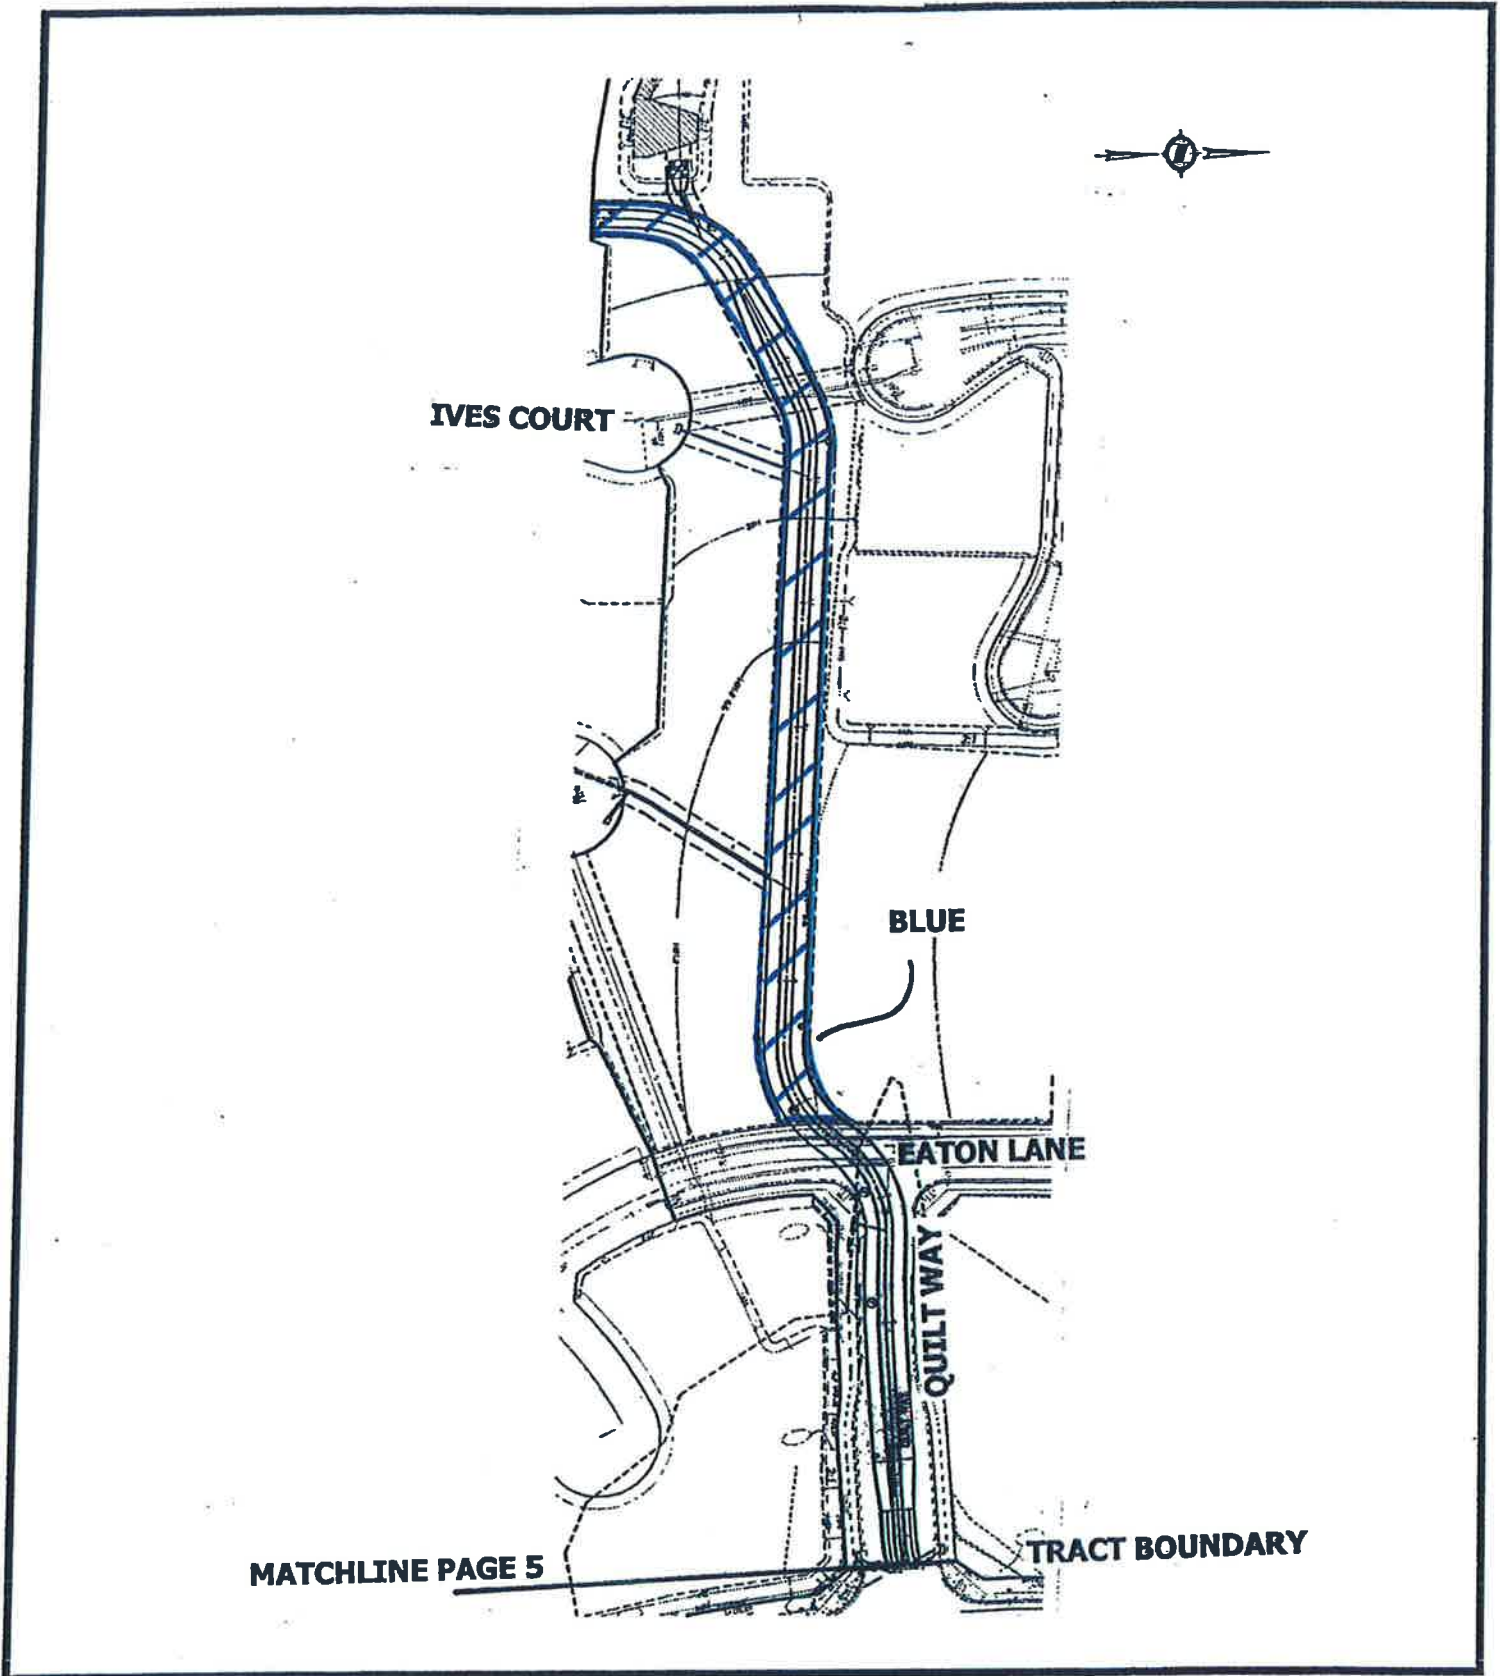 IVES COURT
BLUE
EATON LANE
QUILT WAY
TRACT BOUNDARY
MATCHLINE PAGE 5